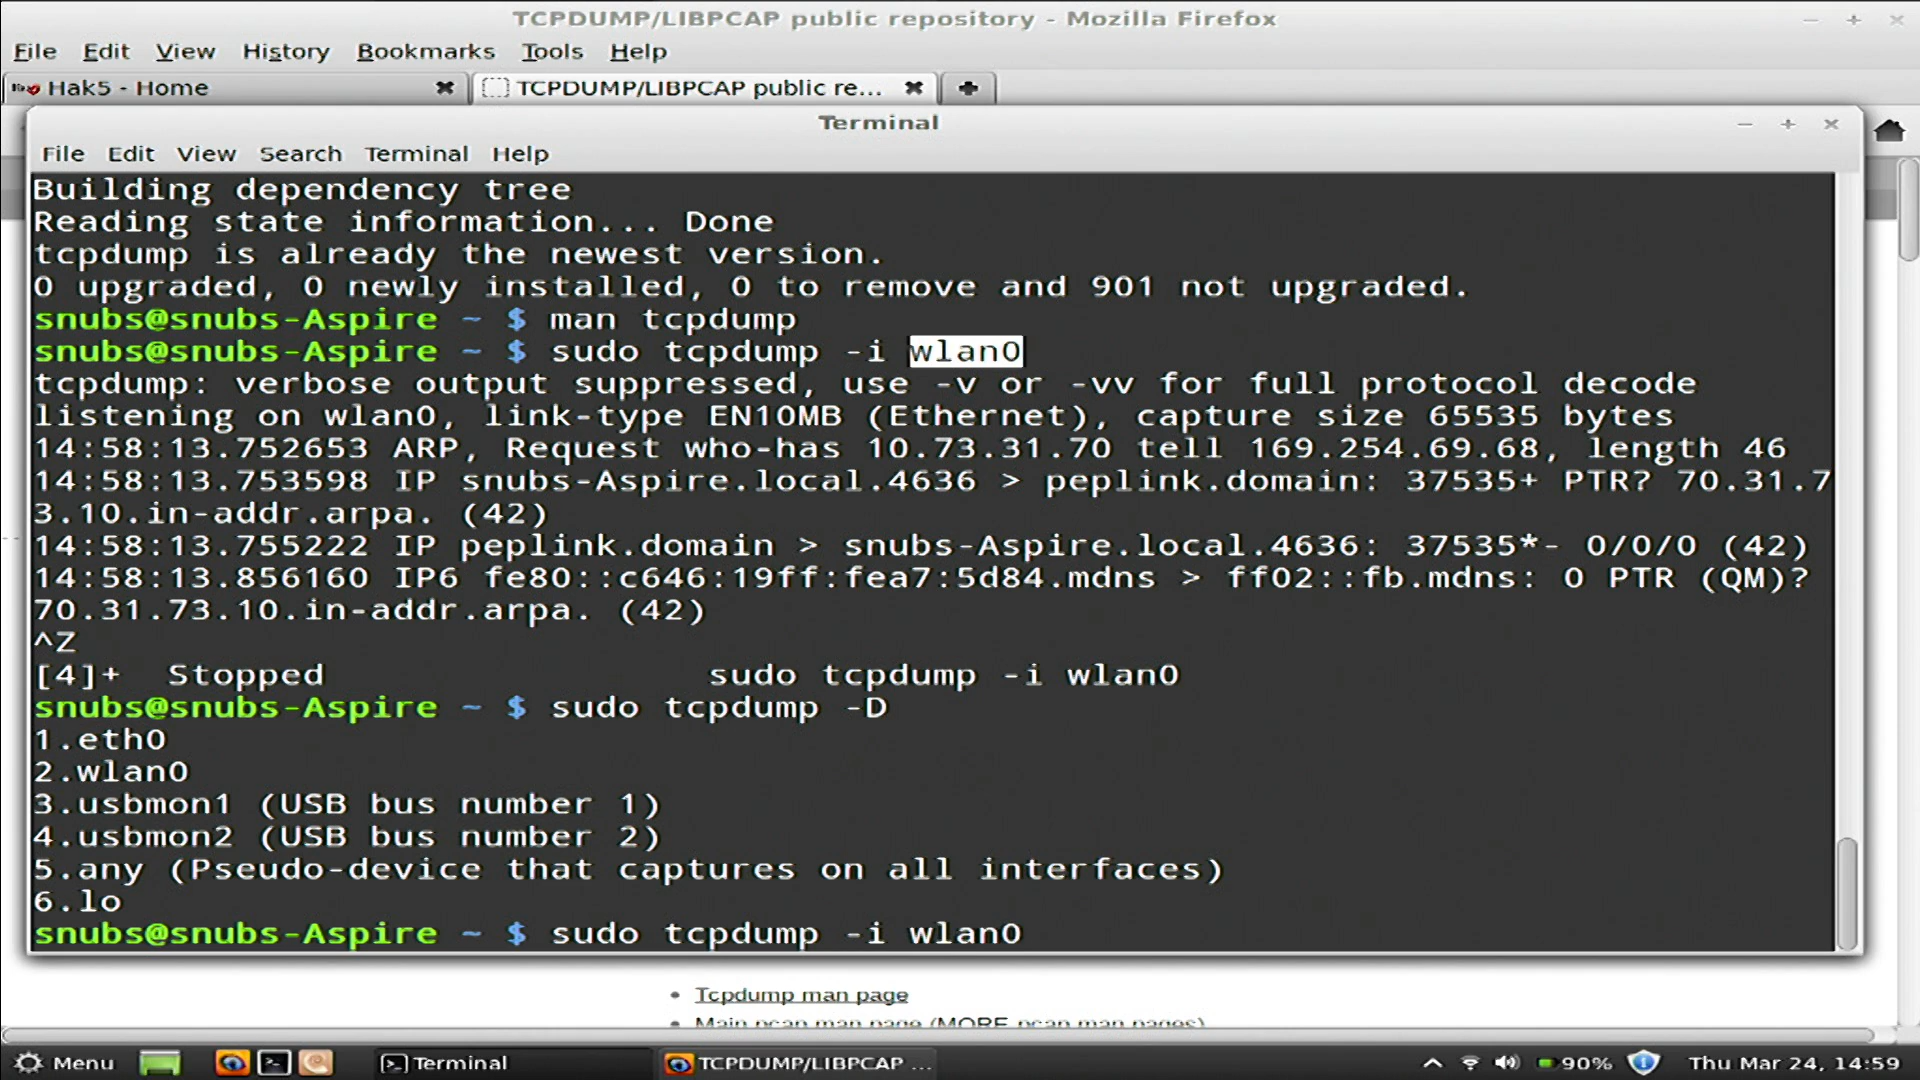 TCPDUMP/LIBPCAP public repository - Mozilla Firefox
File Edit View History Bookmarks Tools Help
Hak5 - Home
TCPDUMP/LIBPCAP public re...
Terminal
File Edit View Search Terminal Help
Building dependency tree
Reading state information... Done
tcpdump is already the newest version.
0 upgraded, 0 newly installed, 0 to remove and 901 not upgraded.
snubs@snubs-Aspire ~ $ man tcpdump
snubs@snubs-Aspire ~ $ sudo tcpdump -i wlan0
tcpdump: verbose output suppressed, use -v or -vv for full protocol decode
listening on wlan0, link-type EN10MB (Ethernet), capture size 65535 bytes
14:58:13.752653 ARP, Request who-has 10.73.31.70 tell 169.254.69.68, length 46
14:58:13.753598 IP snubs-Aspire.local.4636 > peplink.domain: 37535+ PTR? 70.31.7
3.10.in-addr.arpa. (42)
14:58:13.755222 IP peplink.domain > snubs-Aspire.local.4636: 37535*- 0/0/0 (42)
14:58:13.856160 IP6 fe80::c646:19ff:fea7:5d84.mdns > ff02::fb.mdns: 0 PTR (QM)?
70.31.73.10.in-addr.arpa. (42)
^Z
[4]+ Stopped sudo tcpdump -i wlan0
snubs@snubs-Aspire ~ $ sudo tcpdump -D
1.eth0
2.wlan0
3.usbmon1 (USB bus number 1)
4.usbmon2 (USB bus number 2)
5.any (Pseudo-device that captures on all interfaces)
6.lo
snubs@snubs-Aspire ~ $ sudo tcpdump -i wlan0
Tcpdump man page
Main pcap man page (MORE pcap man pages)
Menu
Terminal
TCPDUMP/LIBPCAP ...
90%
Thu Mar 24, 14:59